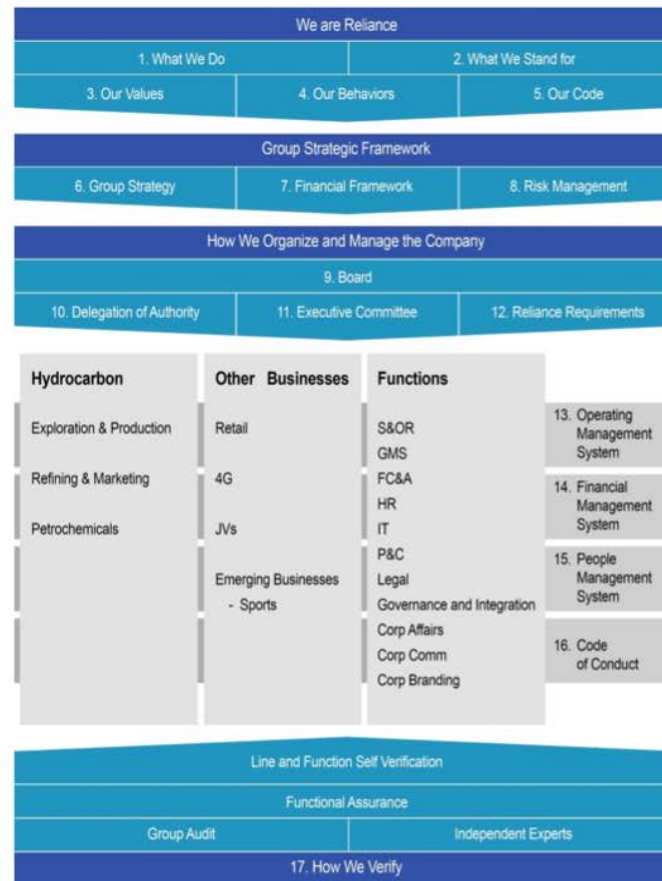 We are Reliance
1. What We Do
2. What We Stand for
3. Our Values
4. Our Behaviors
5. Our Code
Group Strategic Framework
6. Group Strategy
7. Financial Framework
8. Risk Management
How We Organize and Manage the Company
9. Board
10. Delegation of Authority
11. Executive Committee
12. Reliance Requirements
Hydrocarbon
Exploration & Production
Refining & Marketing
Petrochemicals
Other Businesses
Retail
4G
JVs
Emerging Businesses
- Sports
Functions
S&OR
GMS
FC&A
HR
IT
P&C
Legal
Governance and Integration
Corp Affairs
Corp Comm
Corp Branding
13. Operating
Management
System
14. Financial
Management
System
15. People
Management
System
16. Code
of Conduct
Line and Function Self Verification
Functional Assurance
Group Audit
Independent Experts
17. How We Verify